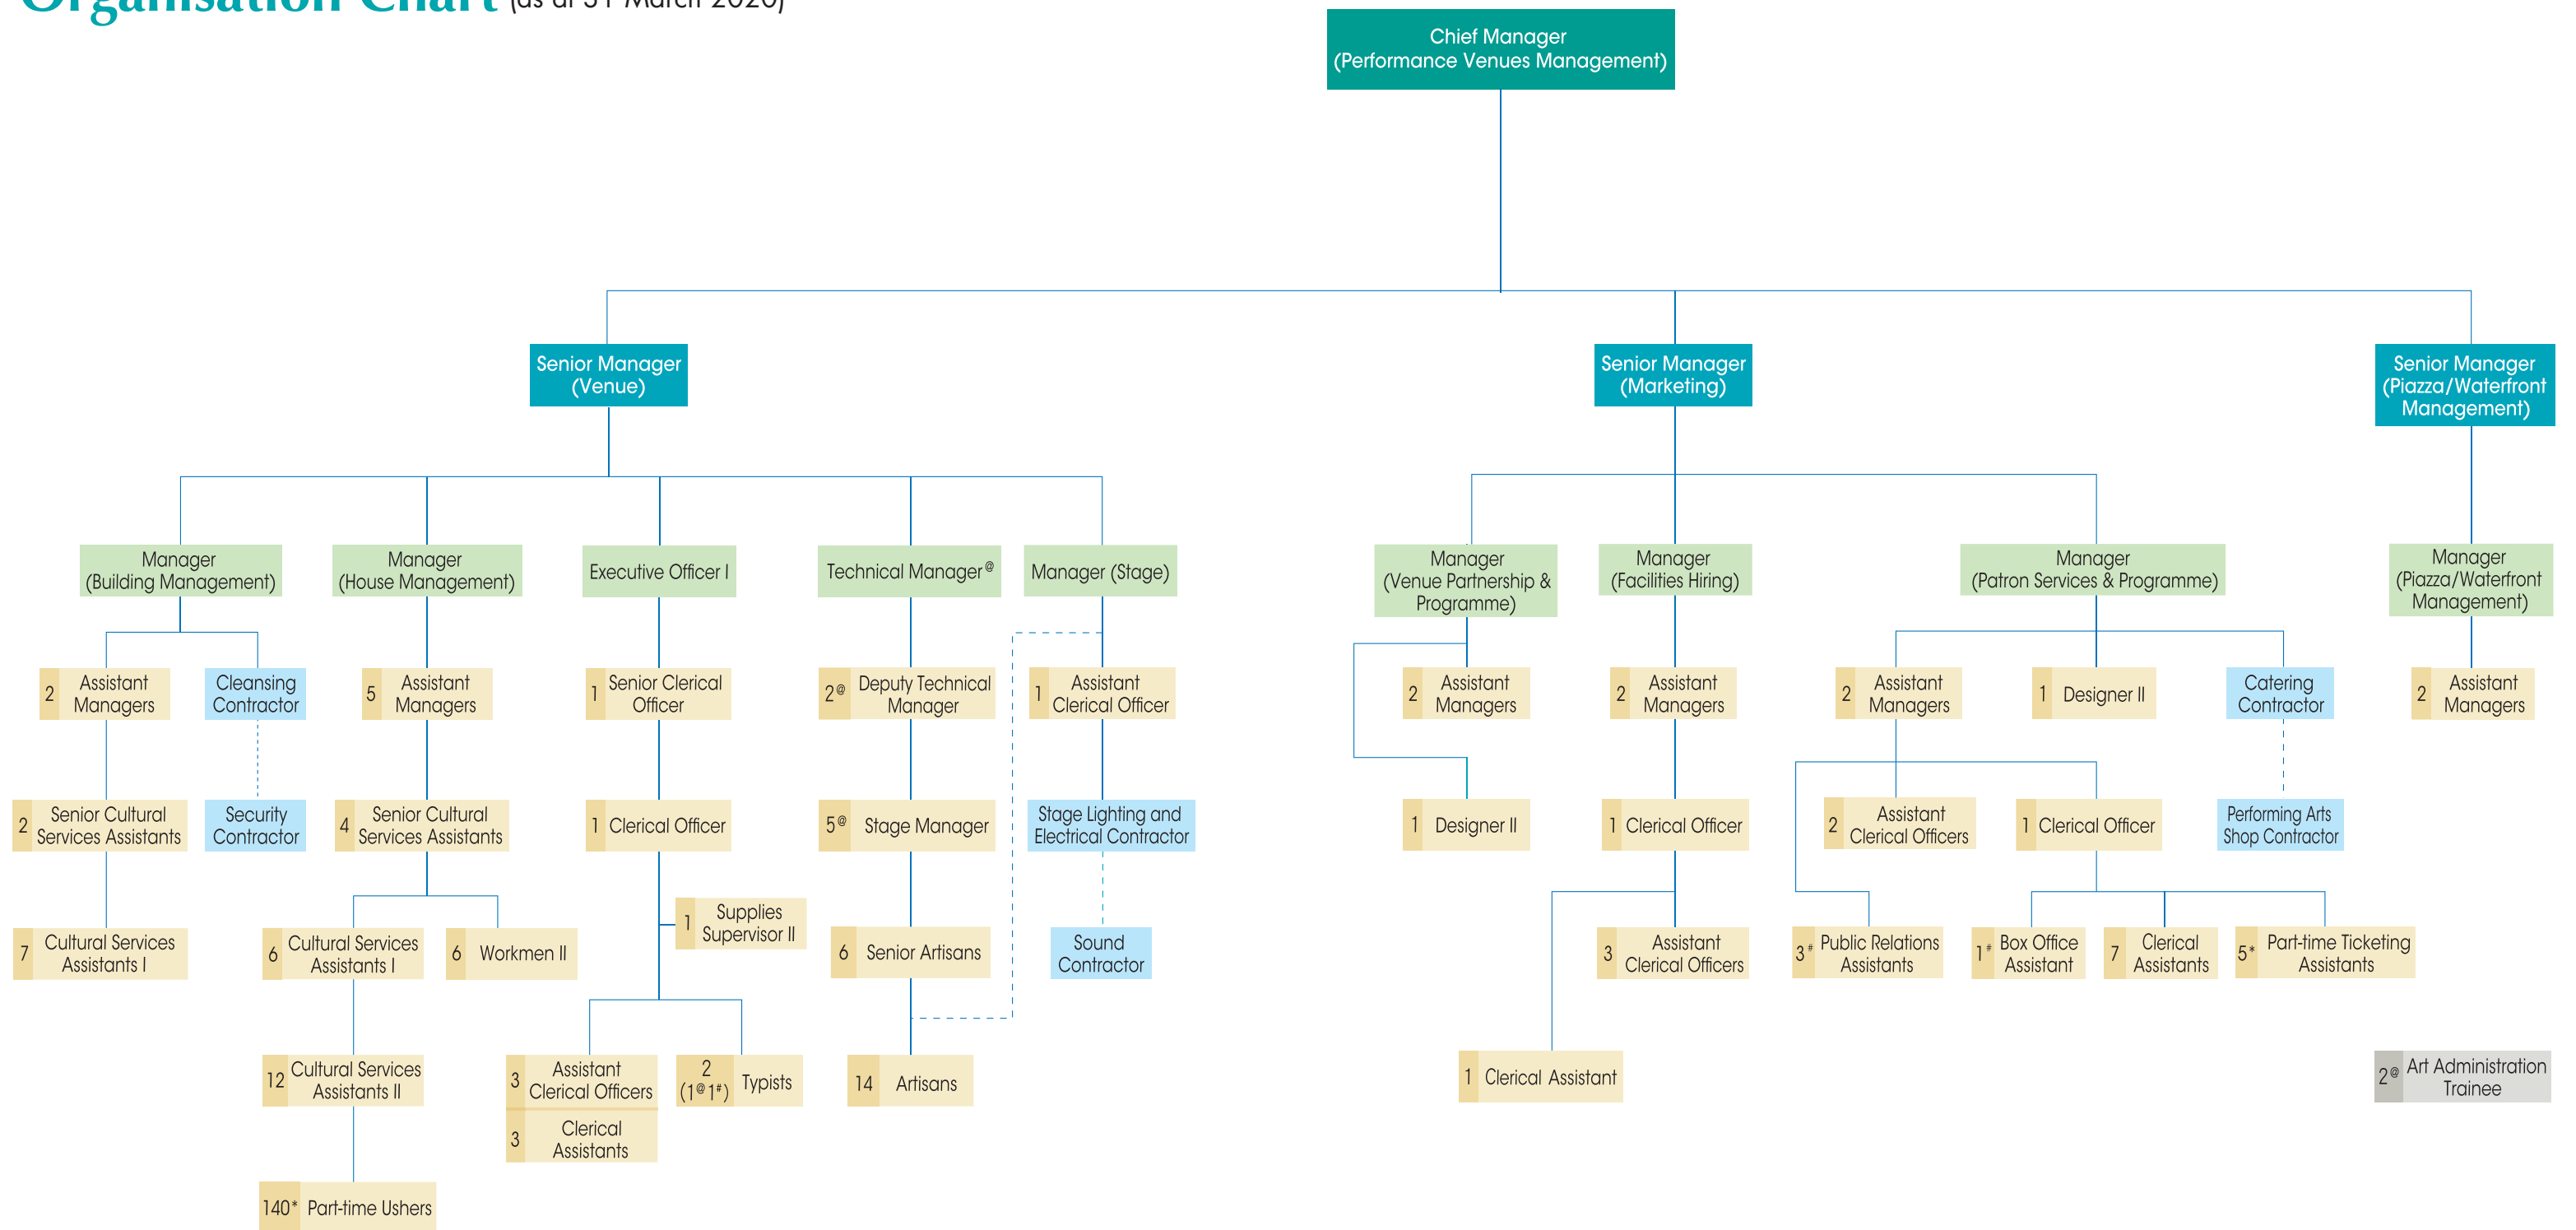 Organisation Chart (as at 31 March 2020)
Chief Manager
(Performance Venues Management)
Senior Manager
(Venue)
Senior Manager
(Marketing)
Senior Manager
(Piazza/Waterfront
Management)
Manager
(Building Management)
Manager
(House Management)
Executive Officer I
Technical Manager@
Manager (Stage)
Manager
(Venue Partnership &
Programme)
Manager
(Facilities Hiring)
Manager
(Patron Services & Programme)
Manager
(Piazza/Waterfront
Management)
2 Assistant
Managers
Cleansing
Contractor
5 Assistant
Managers
1 Senior Clerical
Officer
2@ Deputy Technical
Manager
1 Assistant
Clerical Officer
2 Assistant
Managers
2 Assistant
Managers
2 Assistant
Managers
1 Designer II
Catering
Contractor
2 Assistant
Managers
2 Senior Cultural
Services Assistants
Security
Contractor
4 Senior Cultural
Services Assistants
1 Clerical Officer
5@ Stage Manager
Stage Lighting and
Electrical Contractor
1 Designer II
1 Clerical Officer
2 Assistant
Clerical Officers
1 Clerical Officer
Performing Arts
Shop Contractor
7 Cultural Services
Assistants I
6 Cultural Services
Assistants I
6 Workmen II
1 Supplies
Supervisor II
6 Senior Artisans
Sound
Contractor
3 Assistant
Clerical Officers
3# Public Relations
Assistants
1# Box Office
Assistant
7 Clerical
Assistants
5* Part-time Ticketing
Assistants
12 Cultural Services
Assistants II
3 Assistant
Clerical Officers
2
(1@1#) Typists
14 Artisans
1 Clerical Assistant
2@ Art Administration
Trainee
3 Clerical
Assistants
140* Part-time Ushers